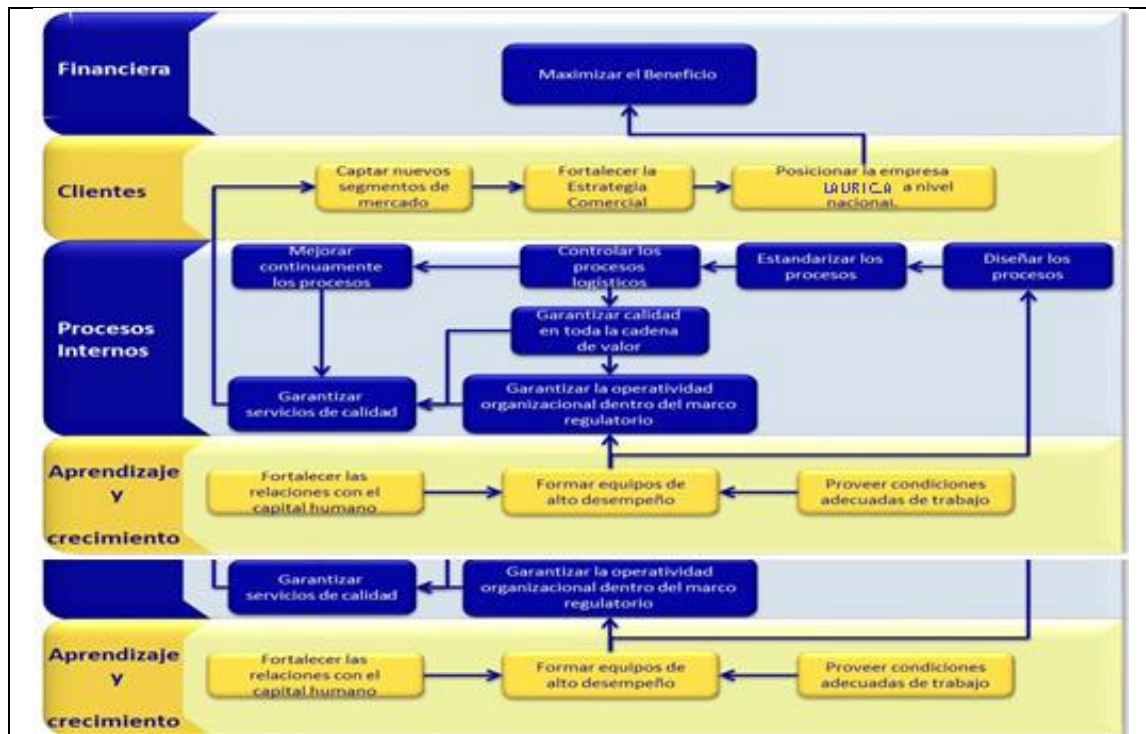 Financiera
Maximizar el Beneficio
Clientes
Captar nuevos
segmentos de
mercado
Fortalecer la
Estrategia
Comercial
Posicionar la empresa
LAURICA a nivel
nacional.
Procesos
Internos
Mejorar
continuamente
los procesos
Controlar los
procesos
logísticos
Estandarizar los
procesos
Diseñar los
procesos
Garantizar calidad
en toda la cadena
de valor
Garantizar
servicios de calidad
Garantizar la operatividad
organizacional dentro del marco
regulatorio
Aprendizaje
y
crecimiento
Fortalecer las
relaciones con el
capital humano
Formar equipos de
alto desempeño
Proveer condiciones
adecuadas de trabajo
Garantizar
servicios de calidad
Garantizar la operatividad
organizacional dentro del marco
regulatorio
Aprendizaje
y
crecimiento
Fortalecer las
relaciones con el
capital humano
Formar equipos de
alto desempeño
Proveer condiciones
adecuadas de trabajo